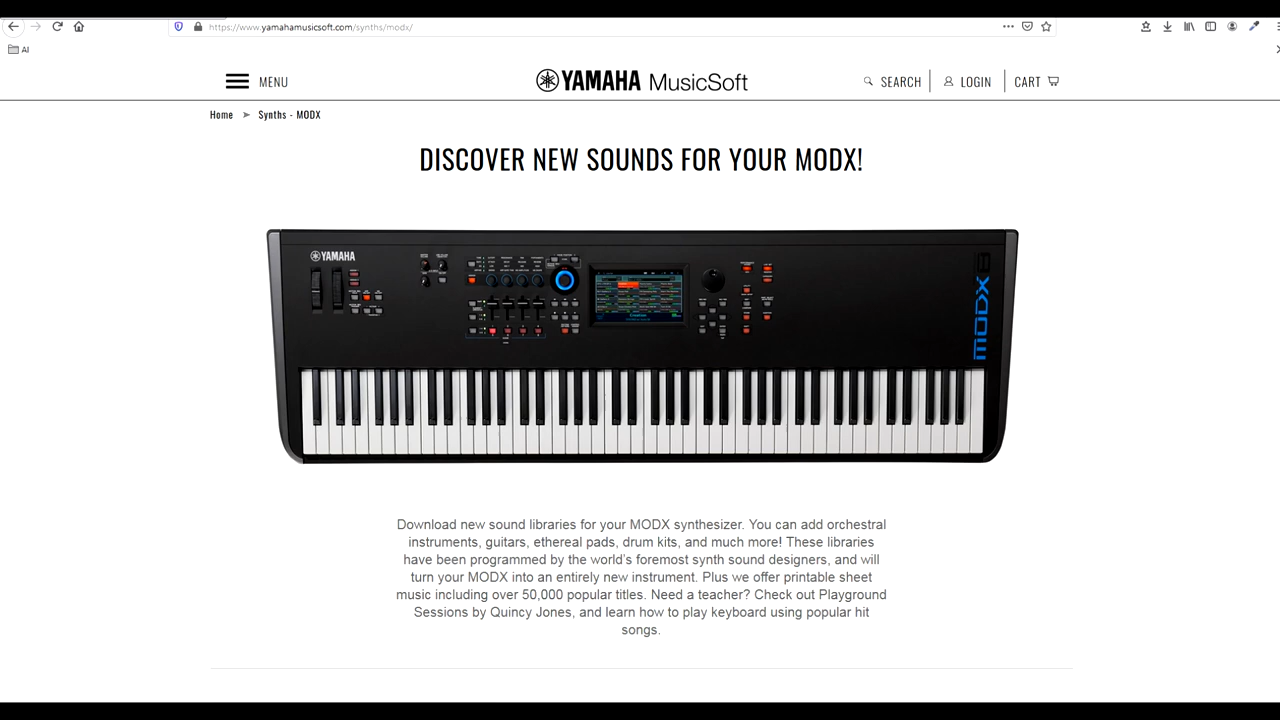 https://www.yamahamusicsoft.com/synths/modx/
AI
MENU
YAMAHA MusicSoft
SEARCH
LOGIN
CART
Home ➤ Synths - MODX
DISCOVER NEW SOUNDS FOR YOUR MODX!
YAMAHA
MODX8
Download new sound libraries for your MODX synthesizer. You can add orchestral
instruments, guitars, ethereal pads, drum kits, and much more! These libraries
have been programmed by the world's foremost synth sound designers, and will
turn your MODX into an entirely new instrument. Plus we offer printable sheet
music including over 50,000 popular titles. Need a teacher? Check out Playground
Sessions by Quincy Jones, and learn how to play keyboard using popular hit
songs.